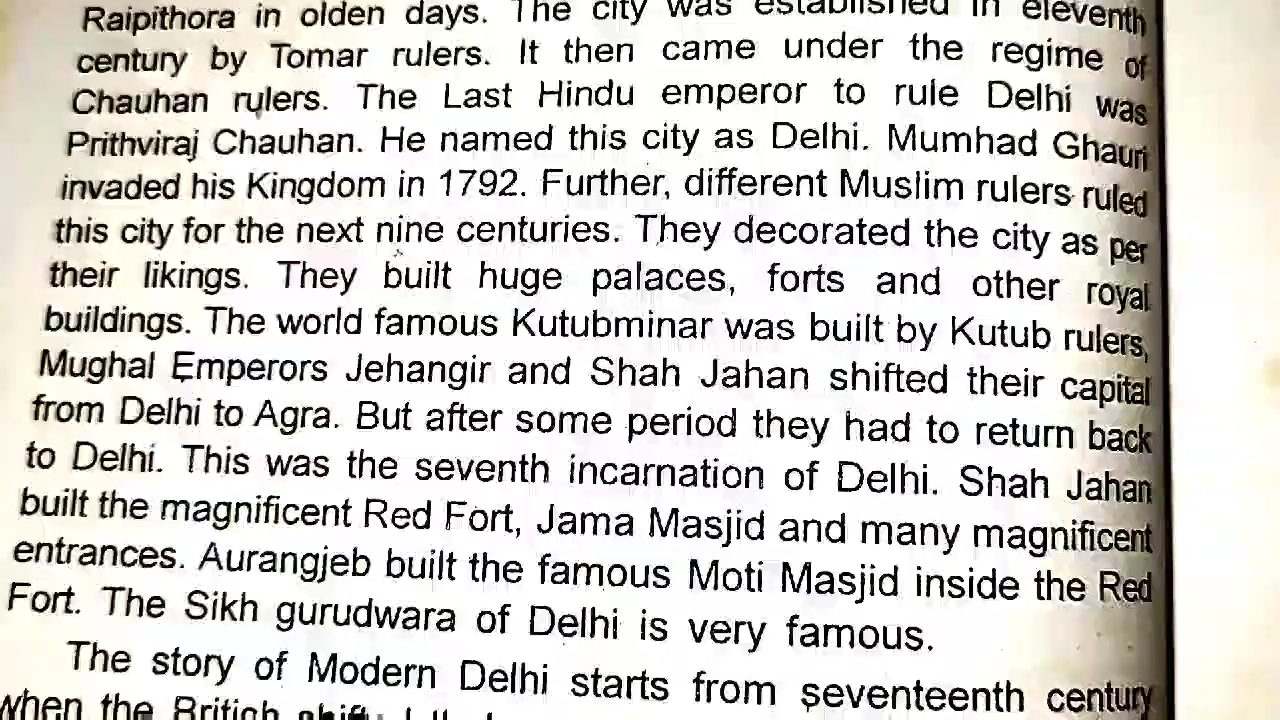 Raipithora in olden days. The city was established in eleventh
century by Tomar rulers. It then came under the regime of
Chauhan rulers. The Last Hindu emperor to rule Delhi was
Prithviraj Chauhan. He named this city as Delhi. Mumhad Ghauri
invaded his Kingdom in 1792. Further, different Muslim rulers ruled
this city for the next nine centuries. They decorated the city as per
their likings. They built huge palaces, forts and other royal
buildings. The world famous Kutubminar was built by Kutub rulers,
Mughal Emperors Jehangir and Shah Jahan shifted their capital
from Delhi to Agra. But after some period they had to return back
to Delhi. This was the seventh incarnation of Delhi. Shah Jahan
built the magnificent Red Fort, Jama Masjid and many magnificent
entrances. Aurangjeb built the famous Moti Masjid inside the Red
Fort. The Sikh gurudwara of Delhi is very famous.
The story of Modern Delhi starts from seventeenth century
when the British